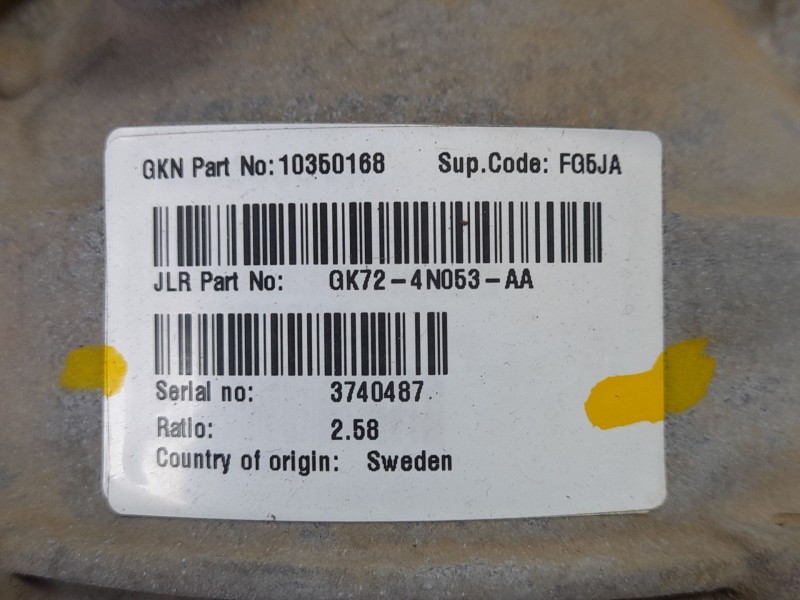 GKN Part No: 10350168 Sup.Code: FG5JA
JLR Part No: GK72-4N053-AA
Serial no: 3740487
Ratio: 2.58
Country of origin: Sweden